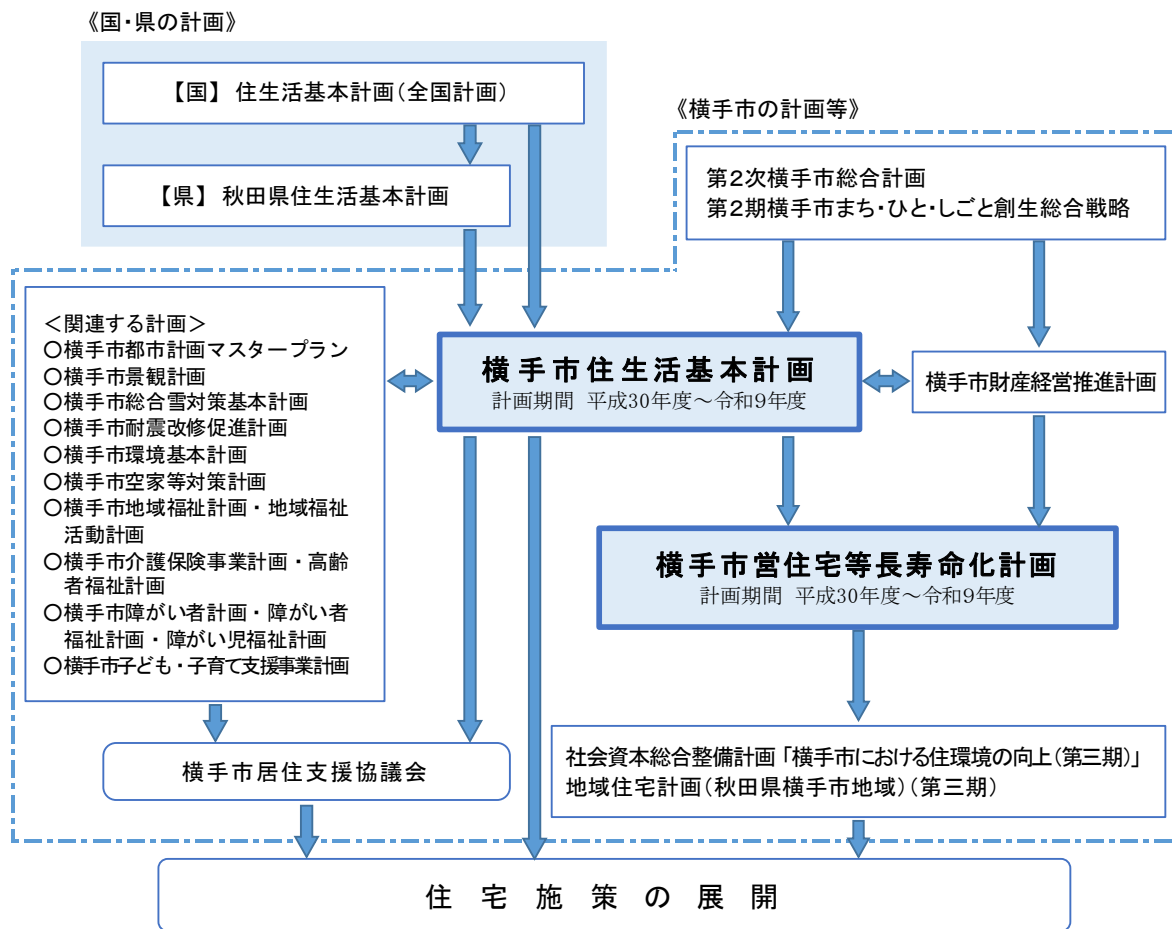 《国・県の計画》
【国】 住生活基本計画(全国計画)
【県】 秋田県住生活基本計画
《横手市の計画等》
第2次横手市総合計画
第2期横手市まち・ひと・しごと創生総合戦略
<関連する計画>
〇横手市都市計画マスタープラン
〇横手市景観計画
〇横手市総合雪対策基本計画
〇横手市耐震改修促進計画
〇横手市環境基本計画
〇横手市空家等対策計画
〇横手市地域福祉計画・地域福祉
活動計画
〇横手市介護保険事業計画・高齢
者福祉計画
〇横手市障がい者計画・障がい者
福祉計画・障がい児福祉計画
〇横手市子ども・子育て支援事業計画
横手市住生活基本計画
計画期間 平成30年度～令和9年度
横手市財産経営推進計画
横手市営住宅等長寿命化計画
計画期間 平成30年度～令和9年度
横手市居住支援協議会
社会資本総合整備計画「横手市における住環境の向上(第三期)」
地域住宅計画(秋田県横手市地域)(第三期)
住宅施策の展開